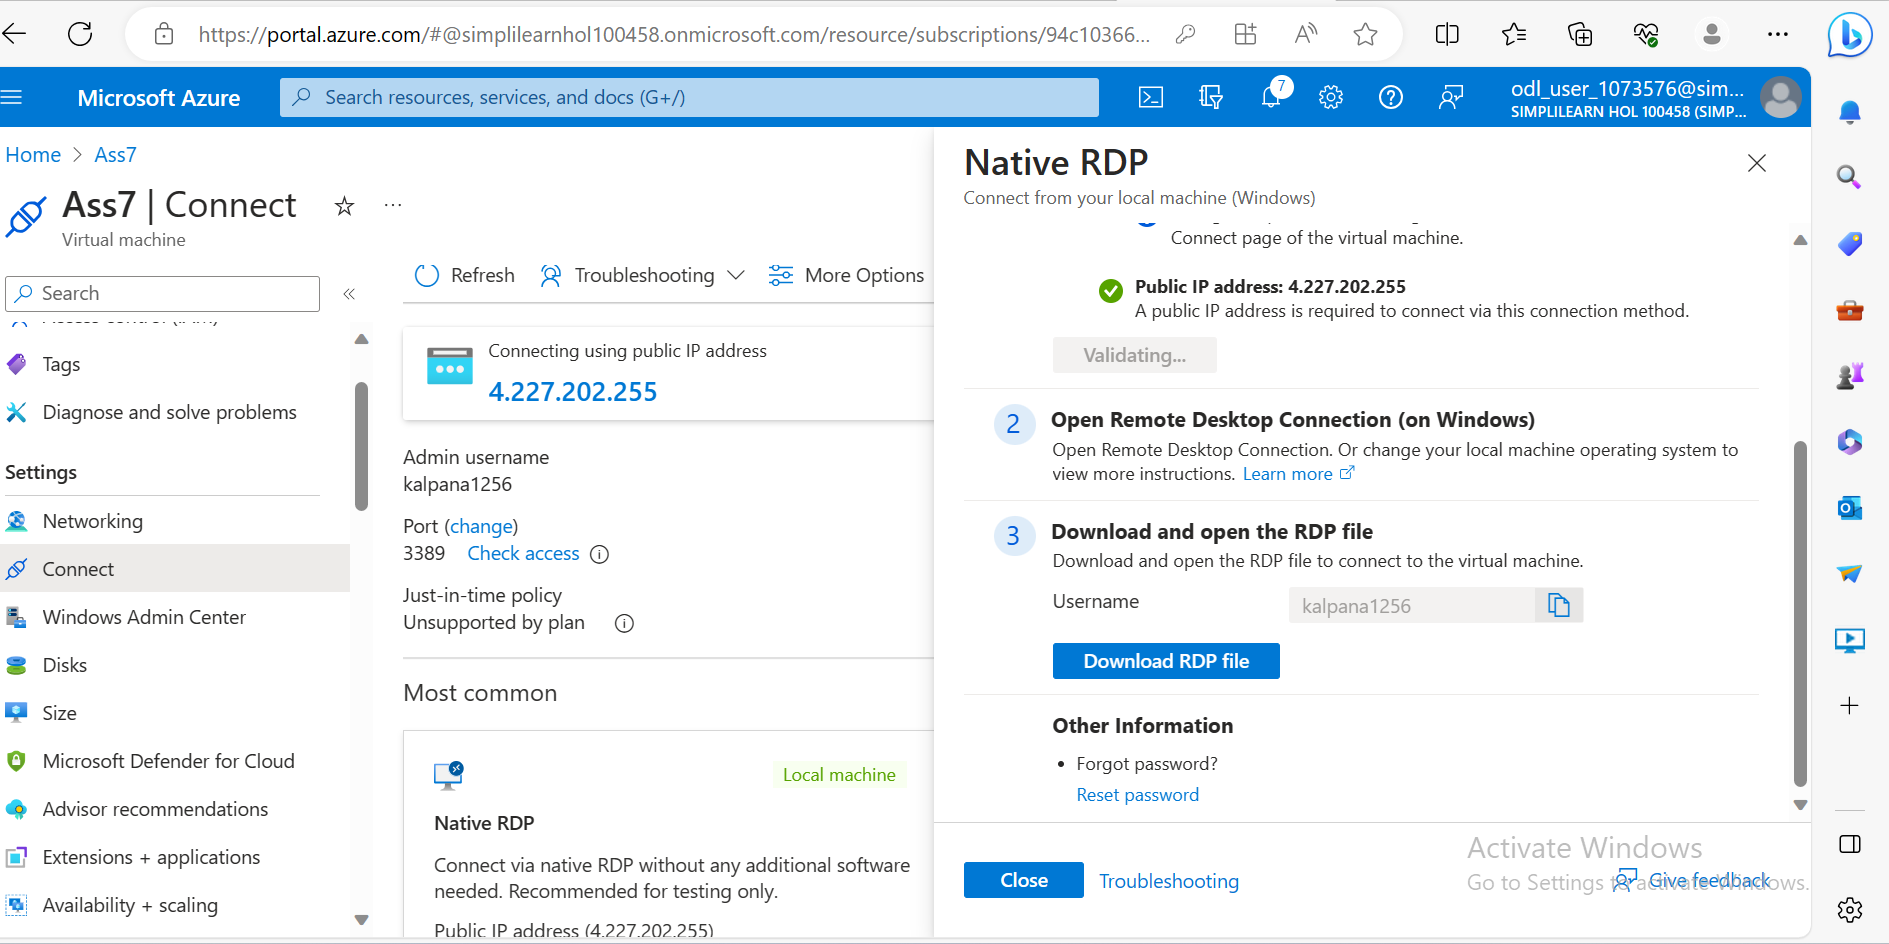 https://portal.azure.com/#@simplilearnhol100458.onmicrosoft.com/resource/subscriptions/94c10366...
Microsoft Azure
Search resources, services, and docs (G+/)
7
odl_user_1073576@sim...
SIMPLILEARN HOL 100458 (SIMP...
Home > Ass7
Ass7 | Connect
Virtual machine
Search
Tags
Diagnose and solve problems
Settings
Networking
Connect
Windows Admin Center
Disks
Size
Microsoft Defender for Cloud
Advisor recommendations
Extensions + applications
Availability + scaling
Refresh
Troubleshooting
More Options
Connecting using public IP address
4.227.202.255
Admin username
kalpana1256
Port (change)
3389 Check access
Just-in-time policy
Unsupported by plan
Most common
Local machine
Native RDP
Connect via native RDP without any additional software
needed. Recommended for testing only.
Public IP address (4.227.202.255)
Native RDP
Connect from your local machine (Windows)
Connect page of the virtual machine.
Public IP address: 4.227.202.255
A public IP address is required to connect via this connection method.
Validating...
2
Open Remote Desktop Connection (on Windows)
Open Remote Desktop Connection. Or change your local machine operating system to
view more instructions. Learn more
3
Download and open the RDP file
Download and open the RDP file to connect to the virtual machine.
Username
kalpana1256
Download RDP file
Other Information
• Forgot password?
Reset password
Close
Troubleshooting
Give feedback
Activate Windows
Go to Settings to activate Windows.